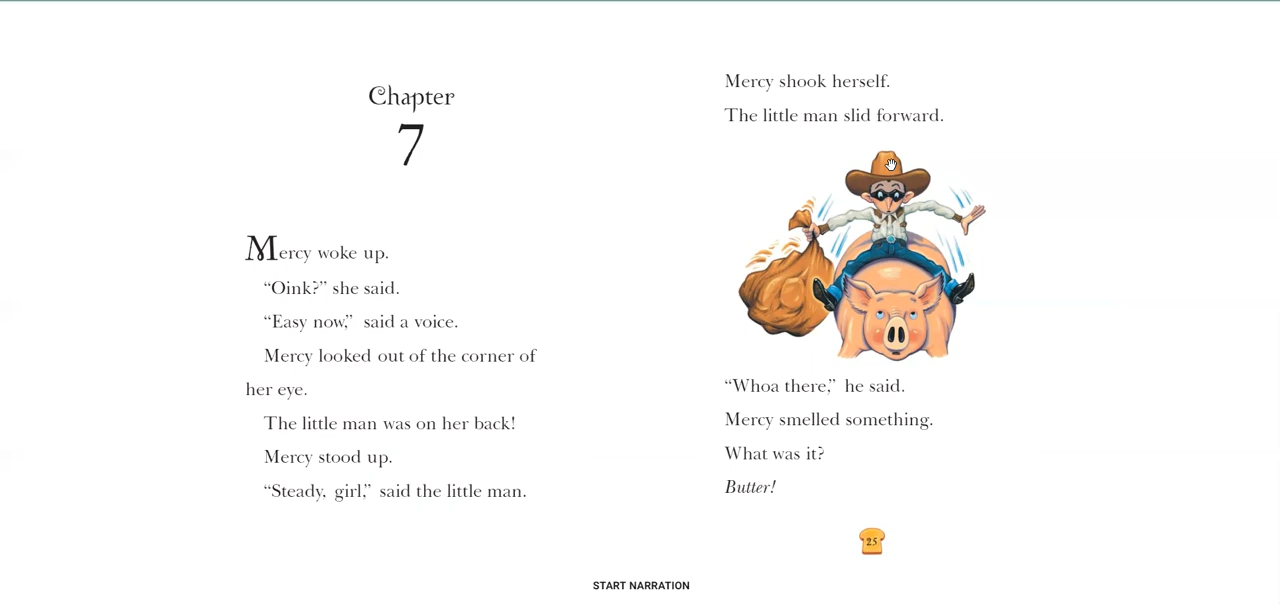 Chapter
7
Mercy woke up.
“Oink?” she said.
“Easy now,” said a voice.
Mercy looked out of the corner of
her eye.
The little man was on her back!
Mercy stood up.
“Steady, girl,” said the little man.
Mercy shook herself.
The little man slid forward.
“Whoa there,” he said.
Mercy smelled something.
What was it?
Butter!
25
START NARRATION